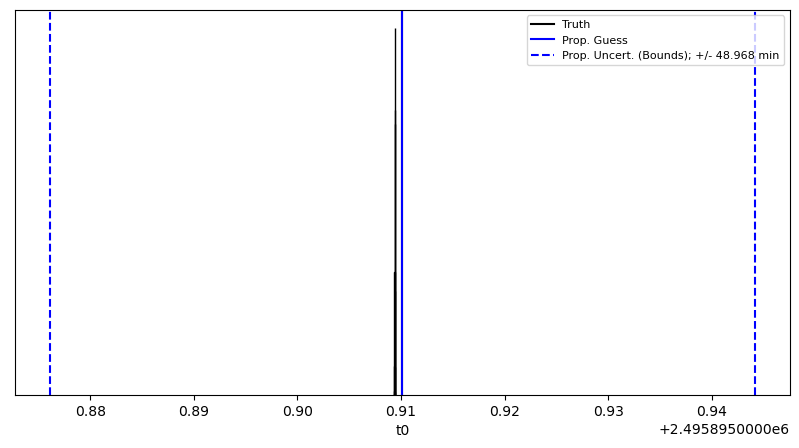 Truth
Prop. Guess
Prop. Uncert. (Bounds); +/- 48.968 min
0.88 0.89 0.90 0.91 0.92 0.93 0.94
t0
+2.4958950000e6